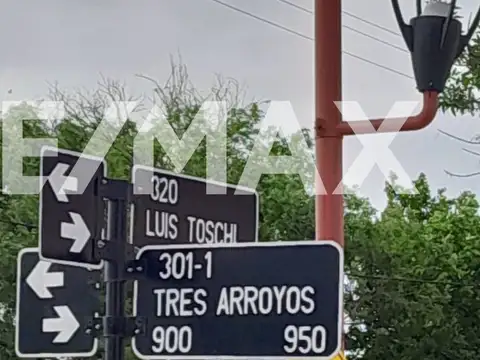 RE/MAX
320
LUIS TOSCHI
301-1
TRES ARROYOS
900 950